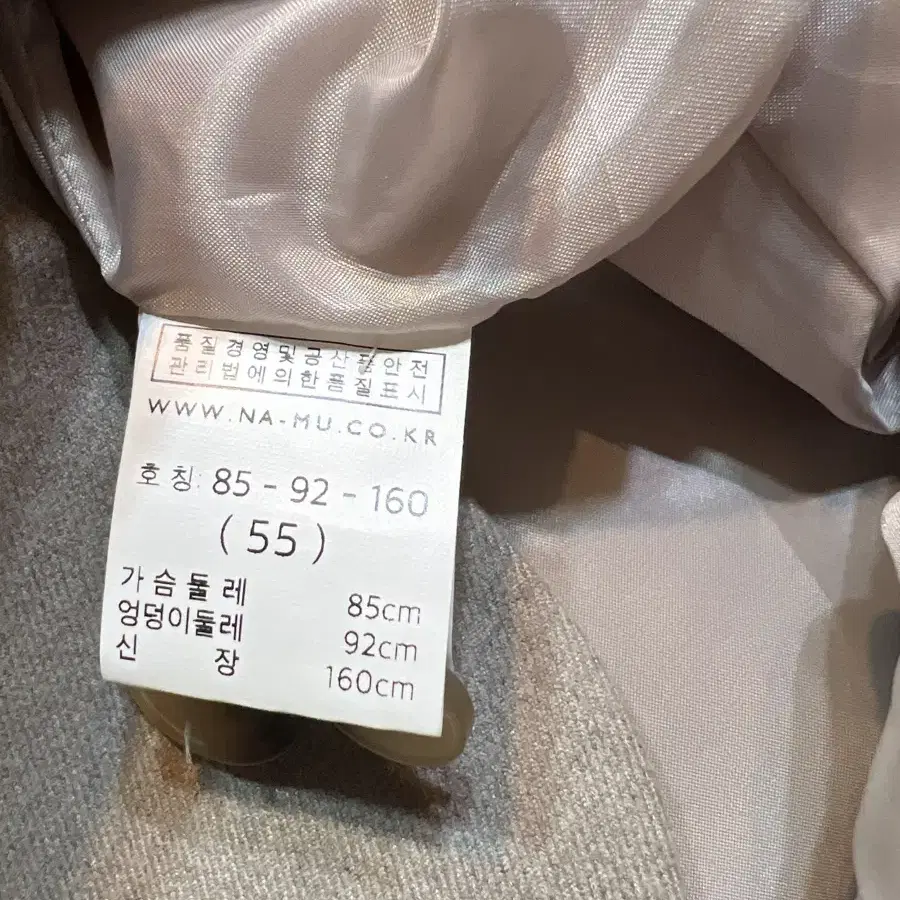 품질경영및공산품안전
관리법에의한품질표시
WWW.NA-MU.CO.KR
호칭: 85 - 92 - 160
( 55 )
가슴둘레 85cm
엉덩이둘레 92cm
신장 160cm